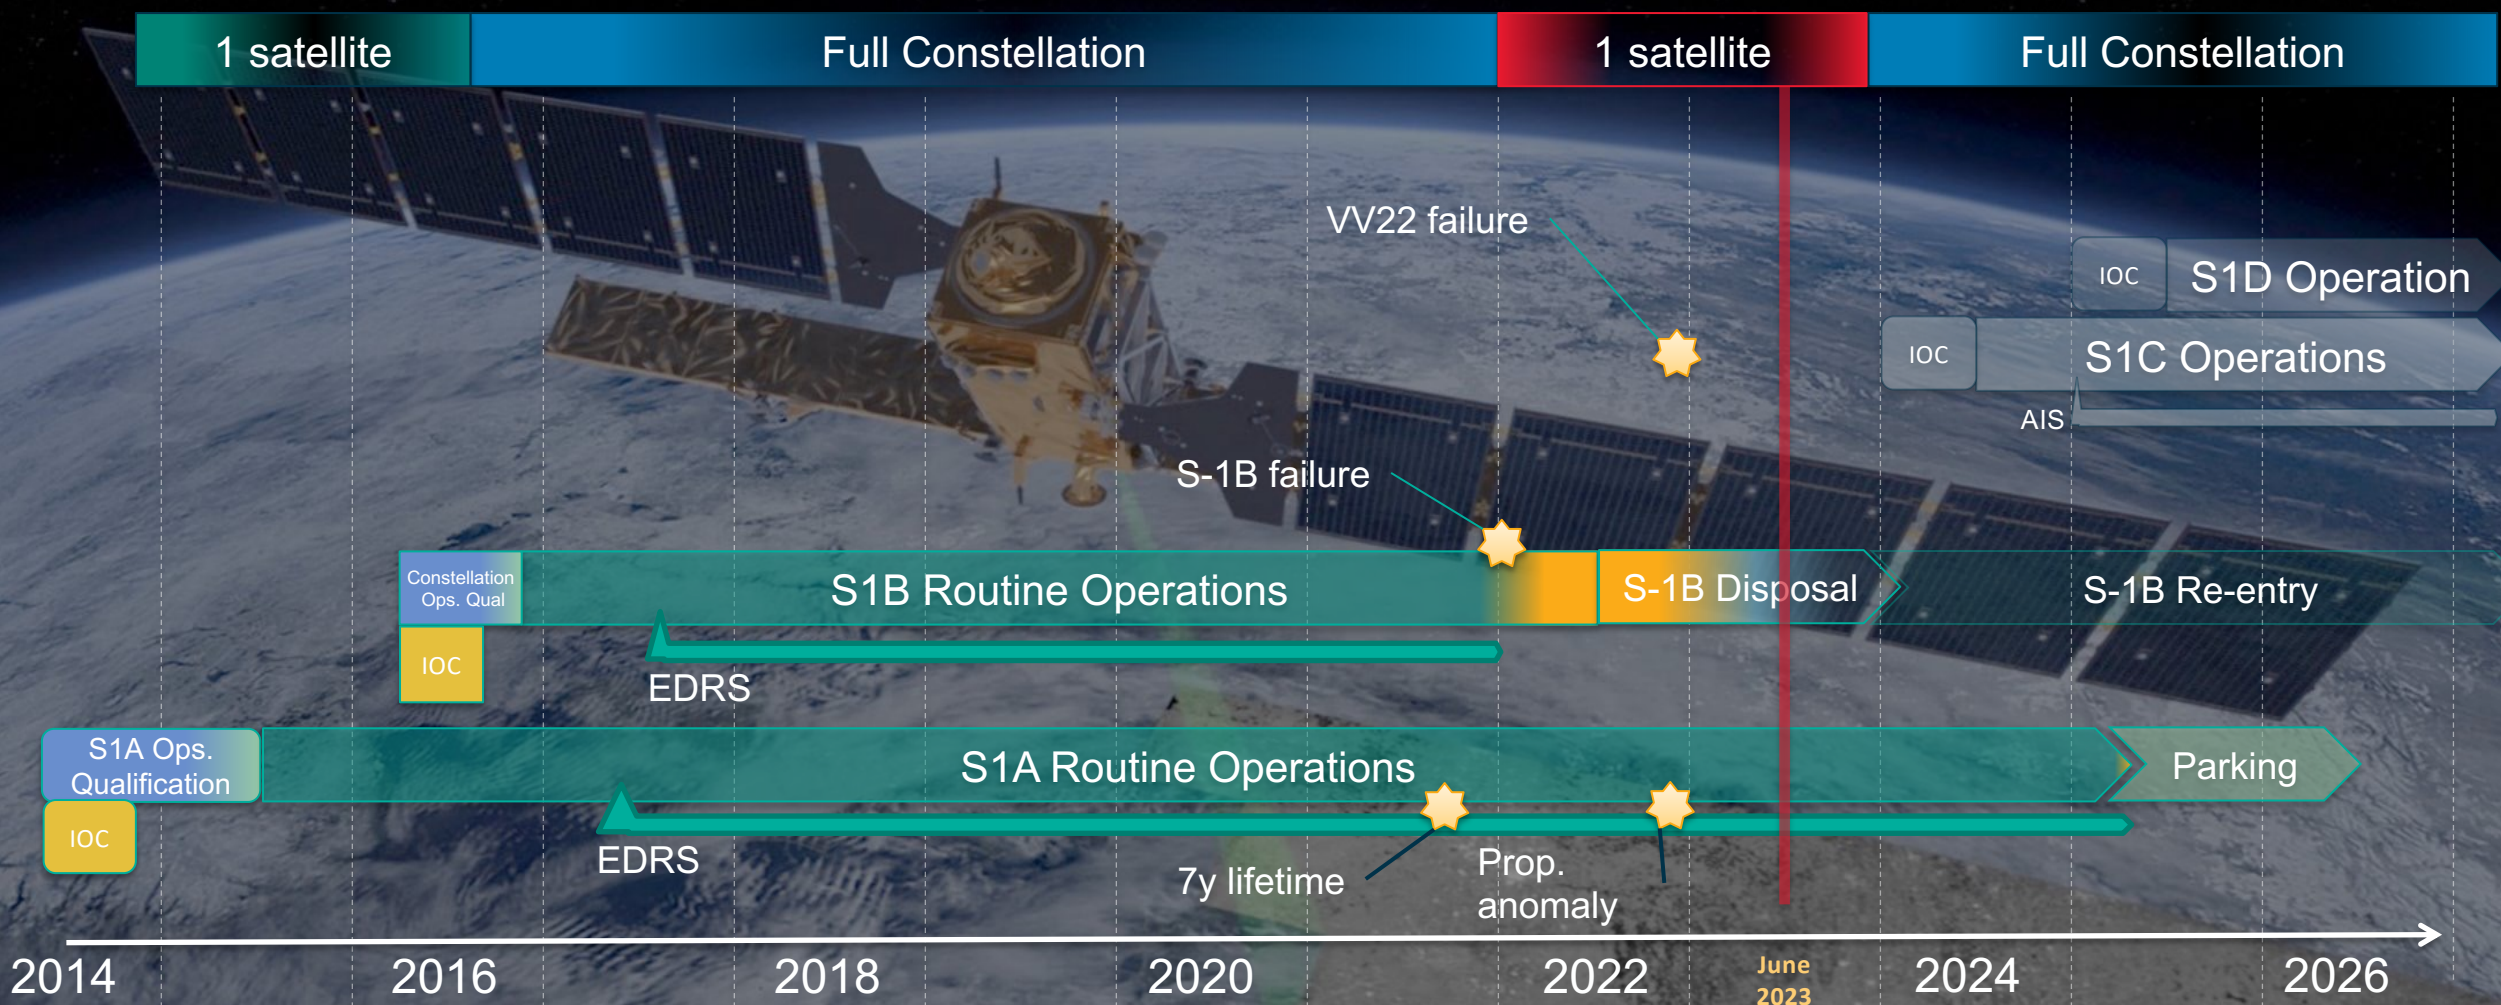 1 satellite
Full Constellation
1 satellite
Full Constellation
VV22 failure
IOC
S1D Operation
IOC
S1C Operations
AIS
S-1B failure
Constellation
Ops. Qual
S1B Routine Operations
S-1B Disposal
S-1B Re-entry
IOC
EDRS
S1A Ops.
Qualification
S1A Routine Operations
Parking
IOC
EDRS
7y lifetime
Prop.
anomaly
2014
2016
2018
2020
2022
June
2023
2024
2026